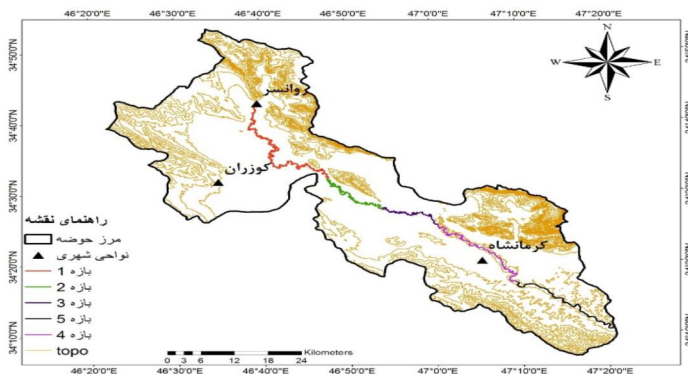 46°20'0"E 46°30'0"E 46°40'0"E 46°50'0"E 47°0'0"E 47°10'0"E 47°20'0"E
34°50'0"N
34°40'0"N
34°30'0"N
34°20'0"N
34°10'0"N
N
W E
S
روانسر
کوزران
کرمانشاه
راهنمای نقشه
مرز حوضه
نواحی شهری
بازه 1
بازه 2
بازه 3
بازه 5
بازه 4
topo
0 3 6 12 18 24 Kilometers
46°20'0"E 46°30'0"E 46°40'0"E 46°50'0"E 47°0'0"E 47°10'0"E 47°20'0"E